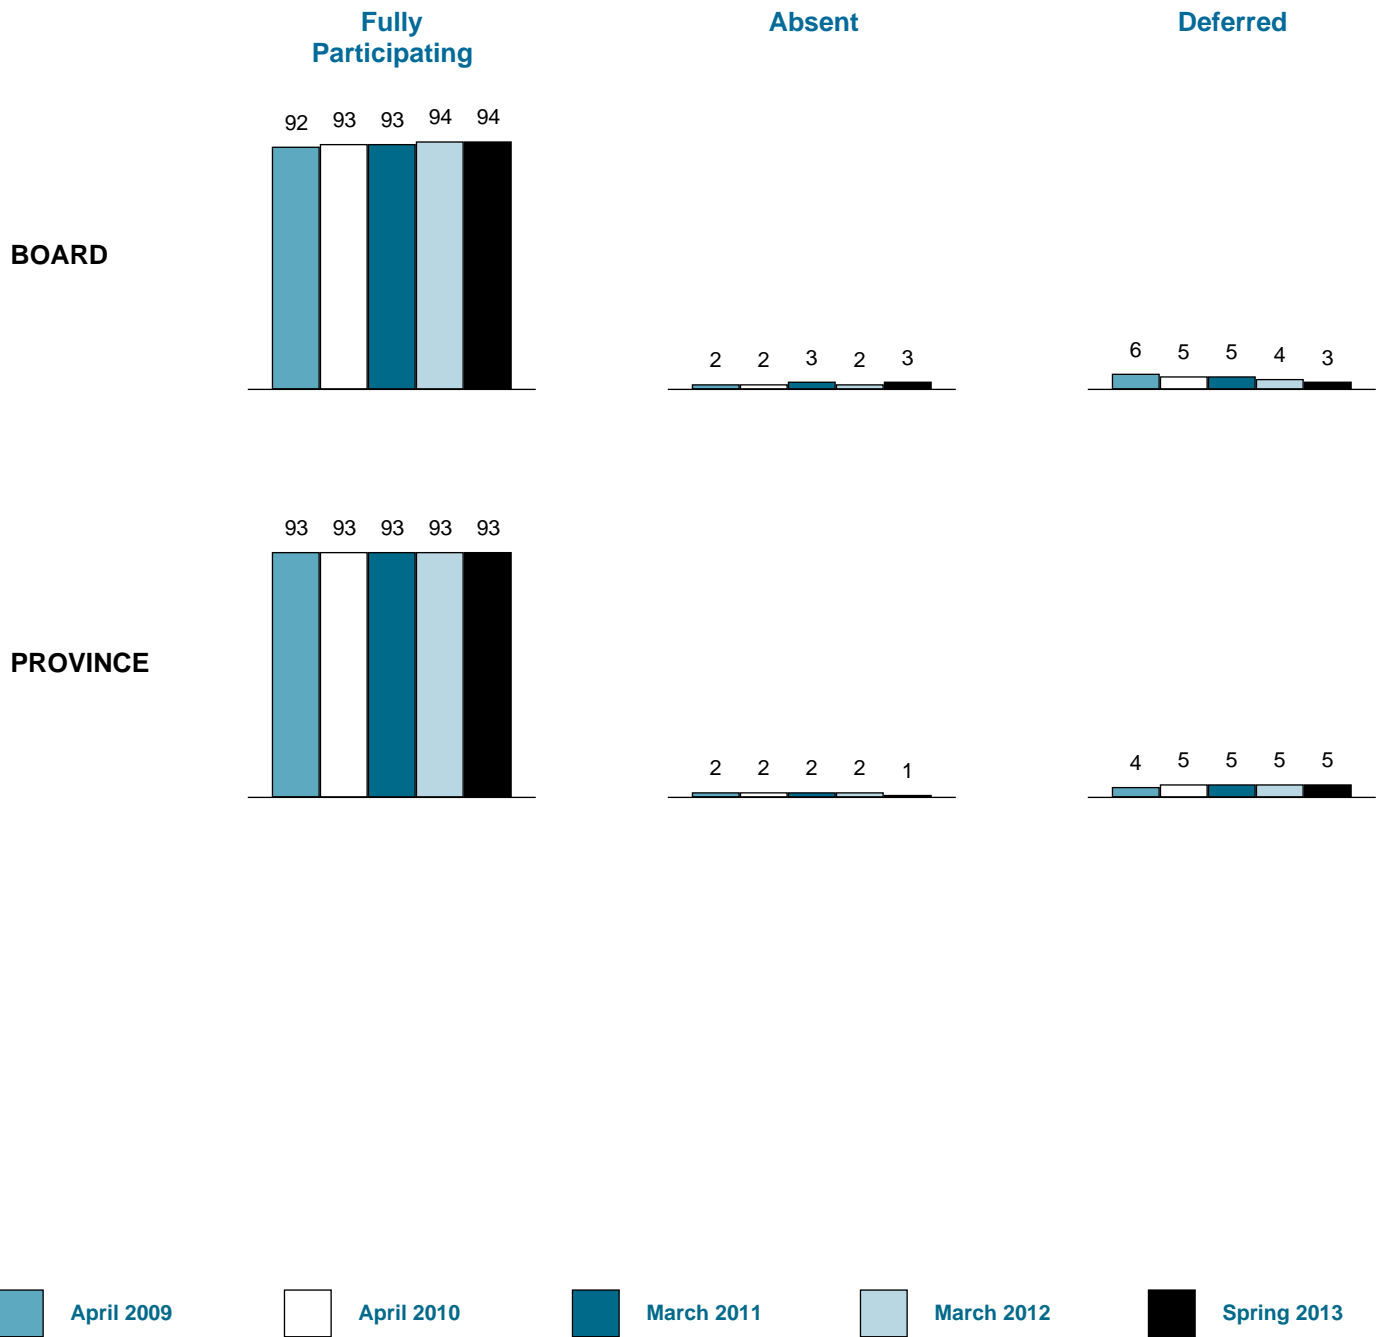 Fully
Participating
Absent
Deferred
BOARD
92 93 93 94 94
2 2 3 2 3
6 5 5 4 3
PROVINCE
93 93 93 93 93
2 2 2 2 1
4 5 5 5 5
April 2009
April 2010
March 2011
March 2012
Spring 2013